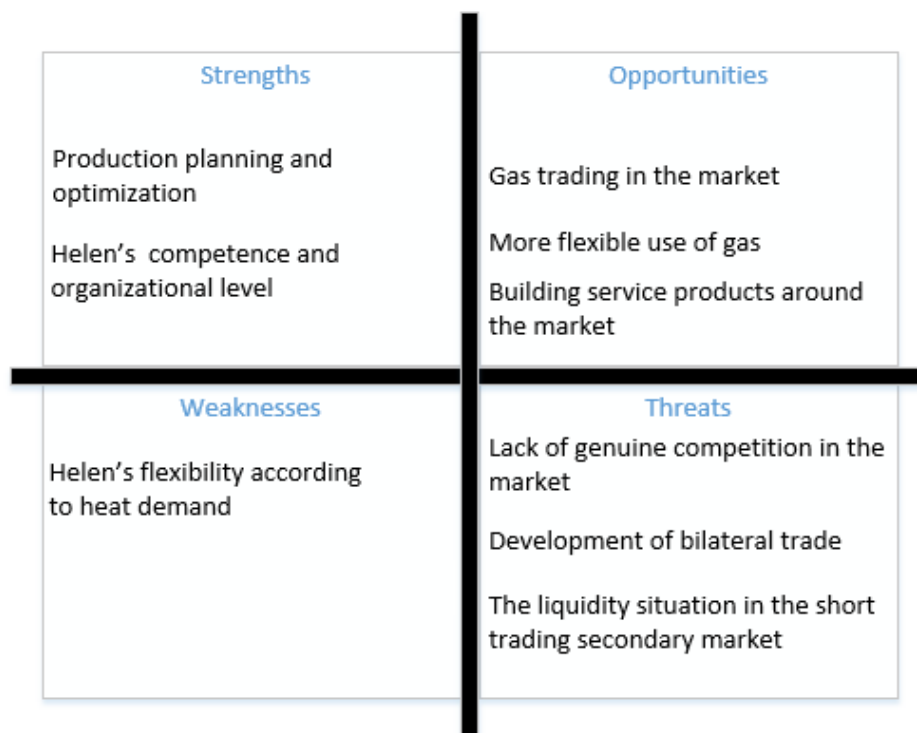 Strengths
Production planning and
optimization
Helen's  competence and
organizational level
Opportunities
Gas trading in the market
More flexible use of gas
Building service products around
the market
Weaknesses
Helen's flexibility according
to heat demand
Threats
Lack of genuine competition in the
market
Development of bilateral trade
The liquidity situation in the short
trading secondary market